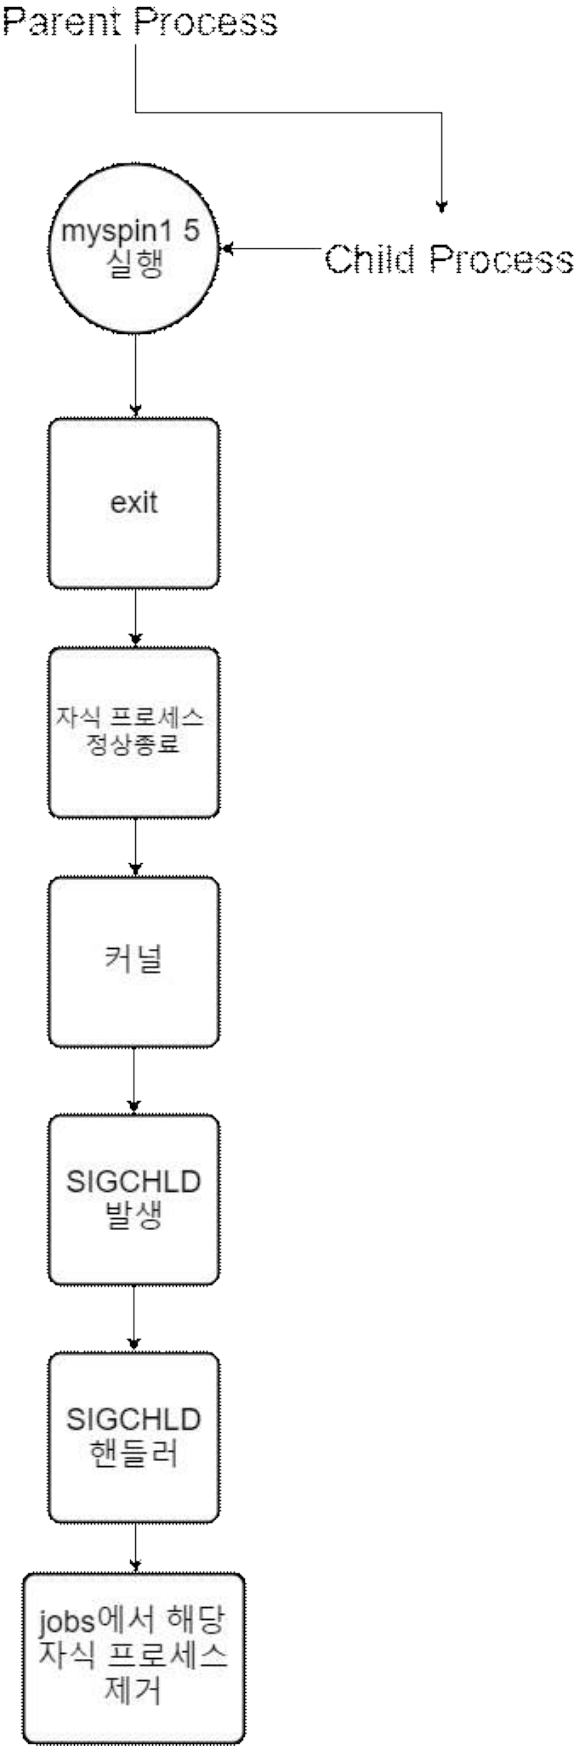 Parent Process
myspin1 5
실행
Child Process
exit
자식 프로세스
정상종료
커널
SIGCHLD
발생
SIGCHLD
핸들러
jobs에서 해당
자식 프로세스
제거